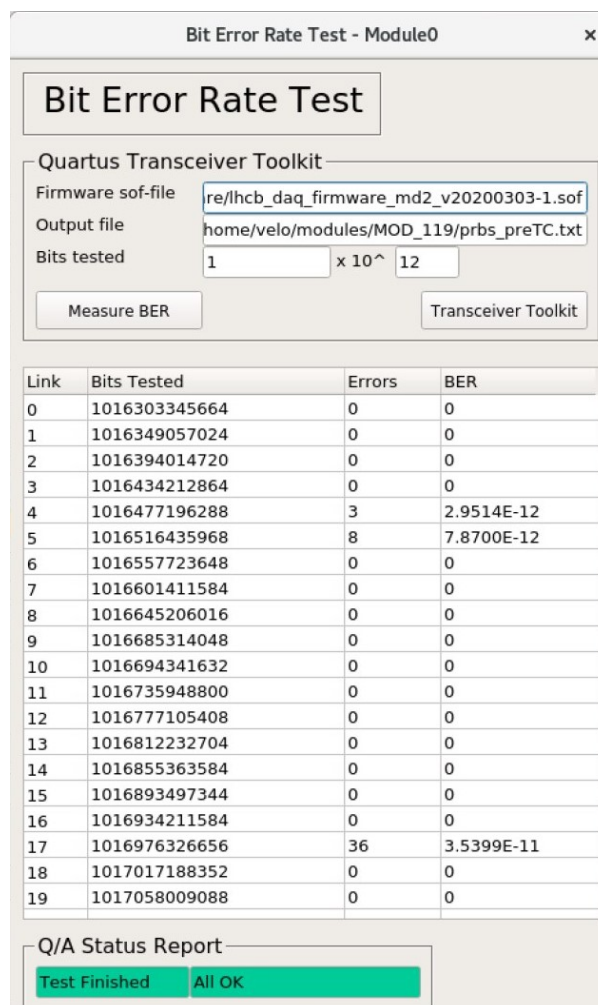 Bit Error Rate Test - Module0 ×
Bit Error Rate Test
Quartus Transceiver Toolkit
Firmware sof-file re/lhcb_daq_firmware_md2_v20200303-1.sof
Output file home/velo/modules/MOD_119/prbs_preTC.txt
Bits tested 1 x 10^ 12
Measure BER Transceiver Toolkit
Link Bits Tested Errors BER
0 1016303345664 0 0
1 1016349057024 0 0
2 1016394014720 0 0
3 1016434212864 0 0
4 1016477196288 3 2.9514E-12
5 1016516435968 8 7.8700E-12
6 1016557723648 0 0
7 1016601411584 0 0
8 1016645206016 0 0
9 1016685314048 0 0
10 1016694341632 0 0
11 1016735948800 0 0
12 1016777105408 0 0
13 1016812232704 0 0
14 1016855363584 0 0
15 1016893497344 0 0
16 1016934211584 0 0
17 1016976326656 36 3.5399E-11
18 1017017188352 0 0
19 1017058009088 0 0
Q/A Status Report
Test Finished All OK